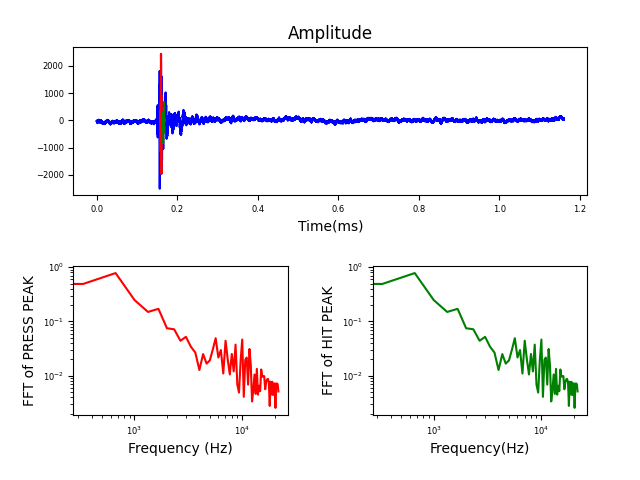 Amplitude
2000
1000
0
−1000
−2000
0.0 0.2 0.4 0.6 0.8 1.0 1.2
Time(ms)
FFT of PRESS PEAK
10⁰
10⁻¹
10⁻²
10³ 10⁴
Frequency (Hz)
FFT of HIT PEAK
10⁰
10⁻¹
10⁻²
10³ 10⁴
Frequency(Hz)